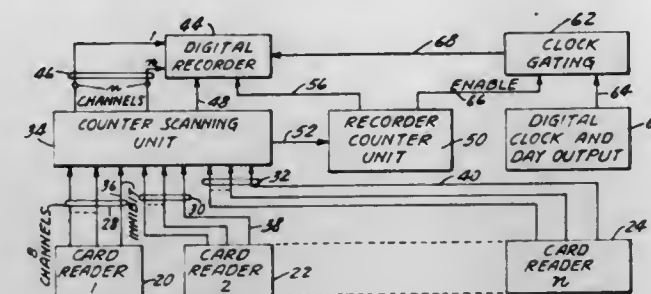 44
62
DIGITAL
RECORDER
1
n
68
CLOCK
GATING
46
n
CHANNELS
48
56
ENABLE
66
64
34
COUNTER SCANNING
UNIT
52
RECORDER
COUNTER
UNIT
50
DIGITAL
CLOCK AND
DAY OUTPUT
6
32
40
36
INHIBIT
30
28
38
8
CHANNELS
24
CARD
READER
1
20
CARD
READER
2
22
CARD
READER
n